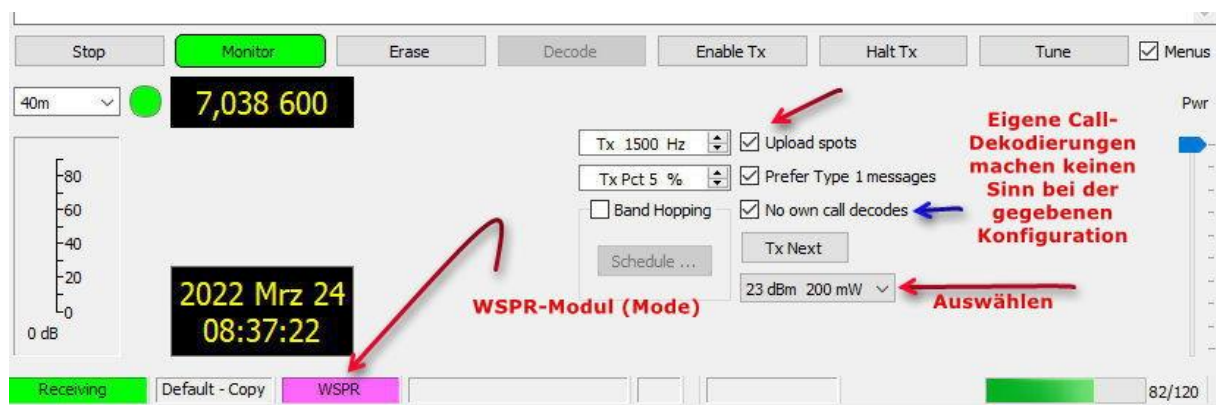 Stop Monitor Erase Decode Enable Tx Halt Tx Tune Menus
40m 7,038 600 Pwr
Tx 1500 Hz Upload spots
Tx Pct 5 % Prefer Type 1 messages
Band Hopping No own call decodes
Schedule ... Tx Next
23 dBm 200 mW
Eigene Call-
Dekodierungen
machen keinen
Sinn bei der
gegebenen
Konfiguration
Auswählen
WSPR-Modul (Mode)
-80
-60
-40
-20
0
0 dB
2022 Mrz 24
08:37:22
Receiving Default - Copy WSPR 82/120